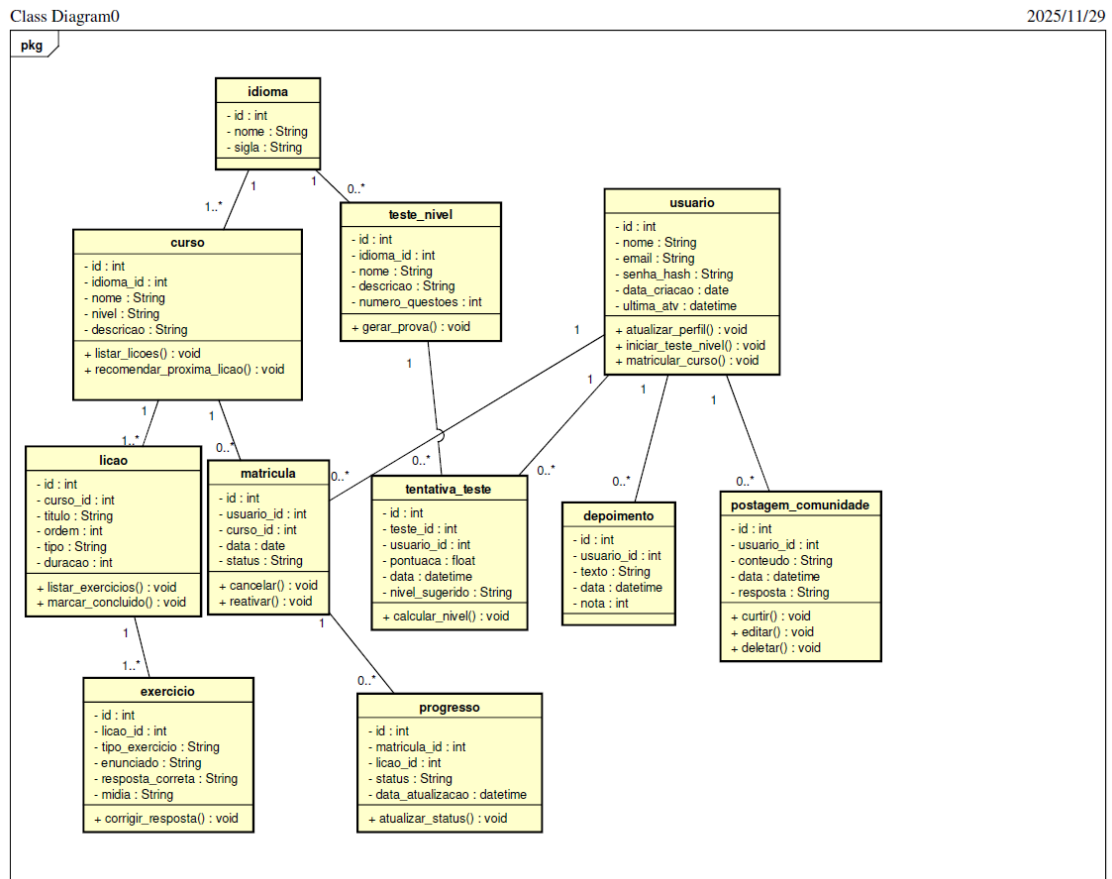 Class Diagram0
2025/11/29
pkg
idioma
- id : int
- nome : String
- sigla : String
1
1
1..*
0..*
curso
- id : int
- idioma_id : int
- nome : String
- nivel : String
- descricao : String
+ listar_licoes() : void
+ recomendar_proxima_licao() : void
teste_nivel
- id : int
- idioma_id : int
- nome : String
- descricao : String
- numero_questoes : int
+ gerar_prova() : void
usuario
- id : int
- nome : String
- email : String
- senha_hash : String
- data_criacao : date
- ultima_atv : datetime
+ atualizar_perfil() : void
+ iniciar_teste_nivel() : void
+ matricular_curso() : void
1
1
1
1
1
1
1
1..*
0..*
0..*
0..*
0..*
0..*
0..*
licao
- id : int
- curso_id : int
- titulo : String
- ordem : int
- tipo : String
- duracao : int
+ listar_exercicios() : void
+ marcar_concluido() : void
matricula
- id : int
- usuario_id : int
- curso_id : int
- data : date
- status : String
+ cancelar() : void
+ reativar() : void
tentativa_teste
- id : int
- teste_id : int
- usuario_id : int
- pontuaca : float
- data : datetime
- nivel_sugerido : String
+ calcular_nivel() : void
depoimento
- id : int
- usuario_id : int
- texto : String
- data : datetime
- nota : int
postagem_comunidade
- id : int
- usuario_id : int
- conteudo : String
- data : datetime
- resposta : String
+ curtir() : void
+ editar() : void
+ deletar() : void
1
1
1..*
0..*
exercicio
- id : int
- licao_id : int
- tipo_exercicio : String
- enunciado : String
- resposta_correta : String
- midia : String
+ corrigir_resposta() : void
progresso
- id : int
- matricula_id : int
- licao_id : int
- status : String
- data_atualizacao : datetime
+ atualizar_status() : void